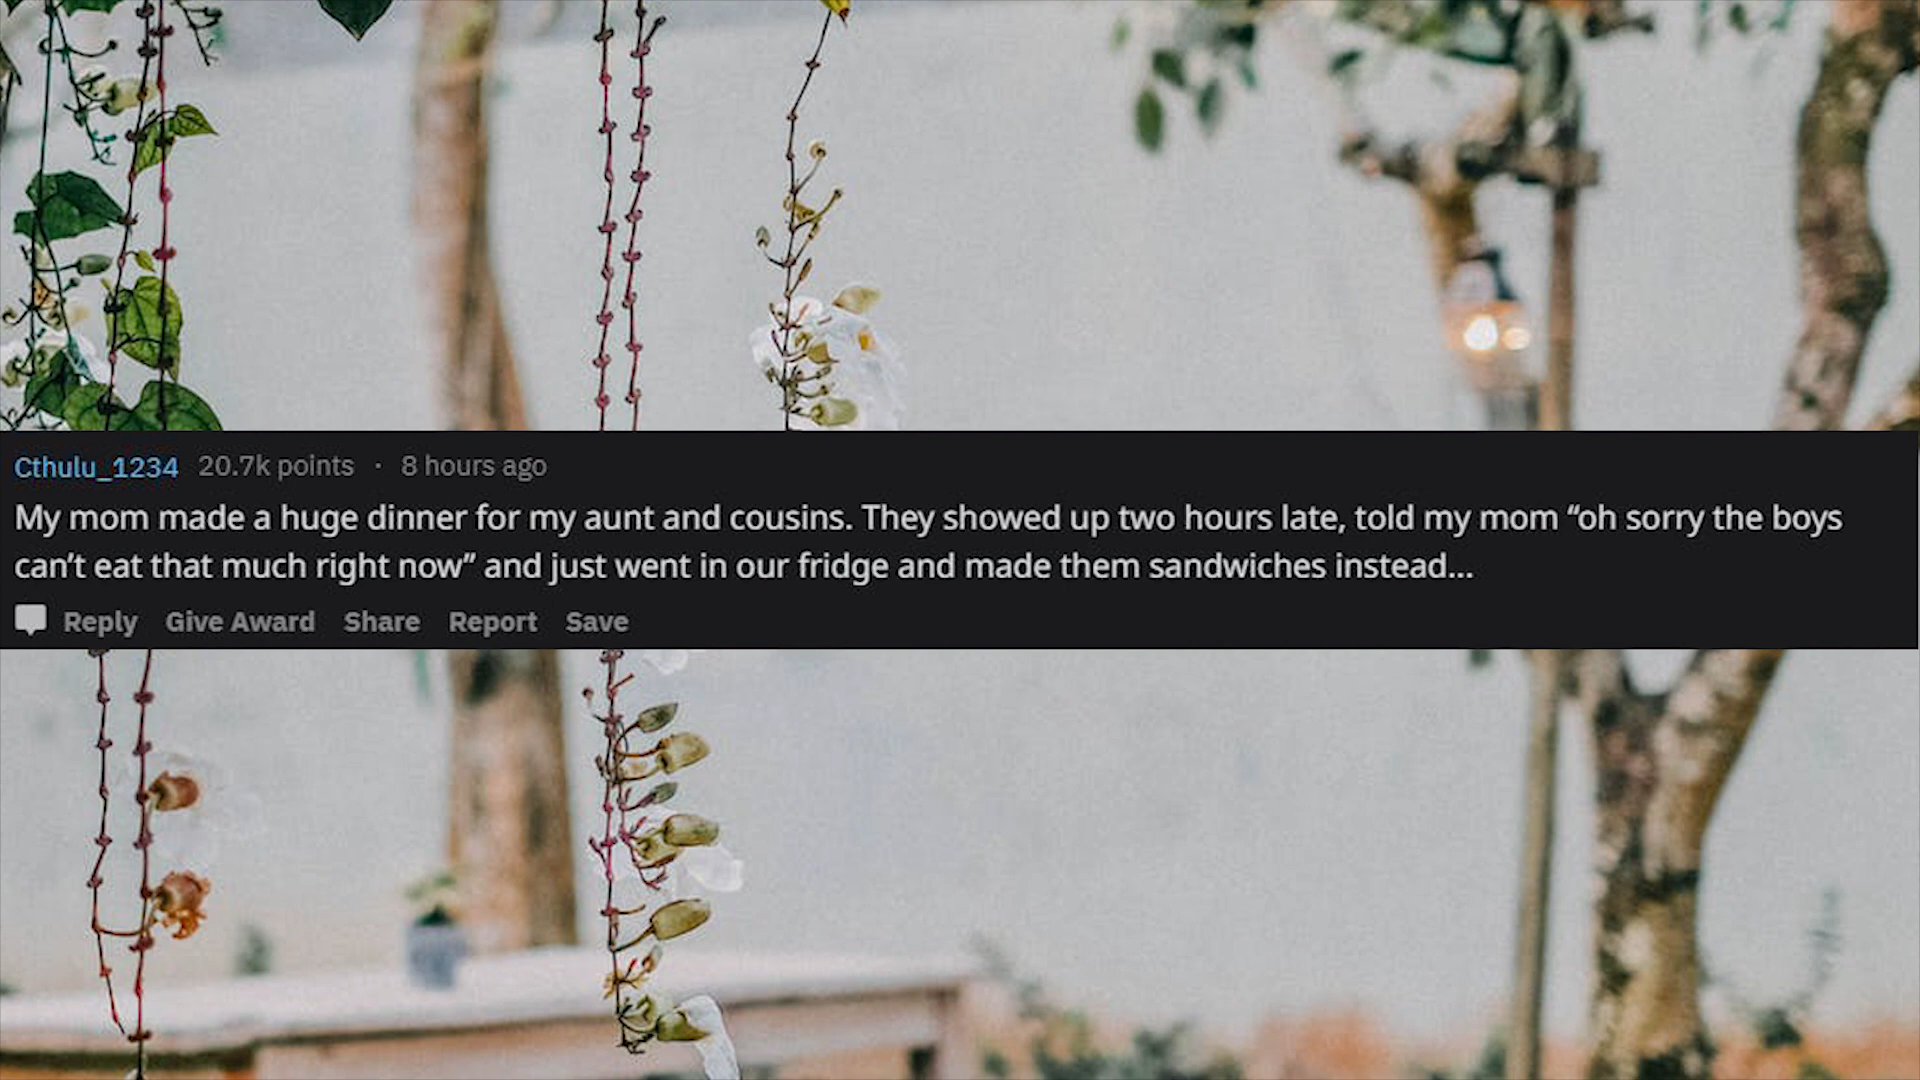 Cthulu_1234 20.7k points · 8 hours ago
My mom made a huge dinner for my aunt and cousins. They showed up two hours late, told my mom “oh sorry the boys
can’t eat that much right now” and just went in our fridge and made them sandwiches instead...
Reply Give Award Share Report Save